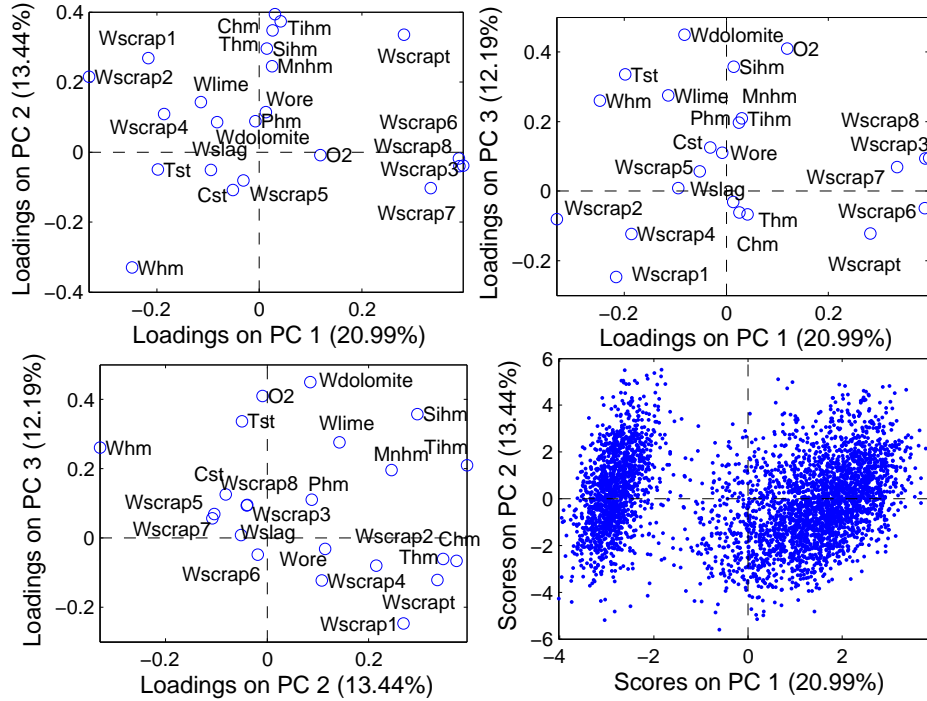 0.4
0.2
0
−0.2
0.4
Loadings on PC 2 (13.44%)
Chm
Tihm
Thm
Sihm
Mnhm
Wscrapt
Wscrap1
Wscrap2
Wlime
Wore
Wscrap4
Phm
Wdolomite
Wscrap6
Wscrap8
Wslag
O2
Wscrap3
Tst
Cst
Wscrap5
Wscrap7
Whm
−0.2
0
0.2
Loadings on PC 1 (20.99%)
0.4
0.2
0
−0.2
Loadings on PC 3 (12.19%)
Wdolomite
O2
Sihm
Tst
Whm
Wlime
Mnhm
Phm
Tihm
Wscrap8
Cst
Wore
Wscrap3
Wscrap5
Wscrap7
Wslag
Wscrap2
Wscrap6
Wscrap4
Thm
Chm
Wscrapt
Wscrap1
−0.2
0
0.2
Loadings on PC 1 (20.99%)
0.4
0.2
0
−0.2
Loadings on PC 3 (12.19%)
Wdolomite
O2
Tst
Sihm
Wlime
Whm
Tihm
Mnhm
Cst
Wscrap8
Phm
Wscrap5
Wscrap3
Wscrap7
Wslag
Wscrap2
Chm
Wscrap6
Wore
Thm
Wscrap4
Wscrapt
Wscrap1
−0.2
0
0.2
Loadings on PC 2 (13.44%)
6
4
2
0
−2
−4
−6
Scores on PC 2 (13.44%)
−4
−2
0
2
Scores on PC 1 (20.99%)